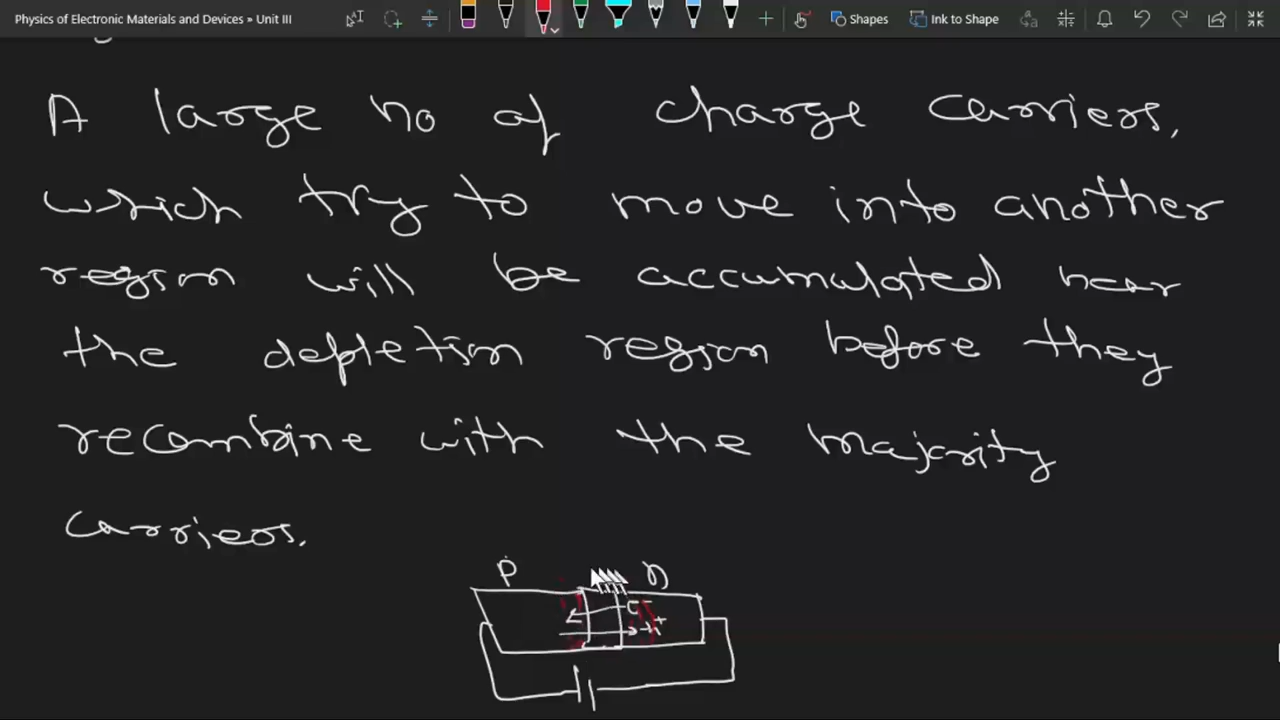 Physics of Electronic Materials and Devices » Unit III
Shapes
Ink to Shape
A large no of charge carriers,
which try to move into another
region will be accumulated near
the depletion region before they
recombine with the majority
carriers.
P n
e-
H+